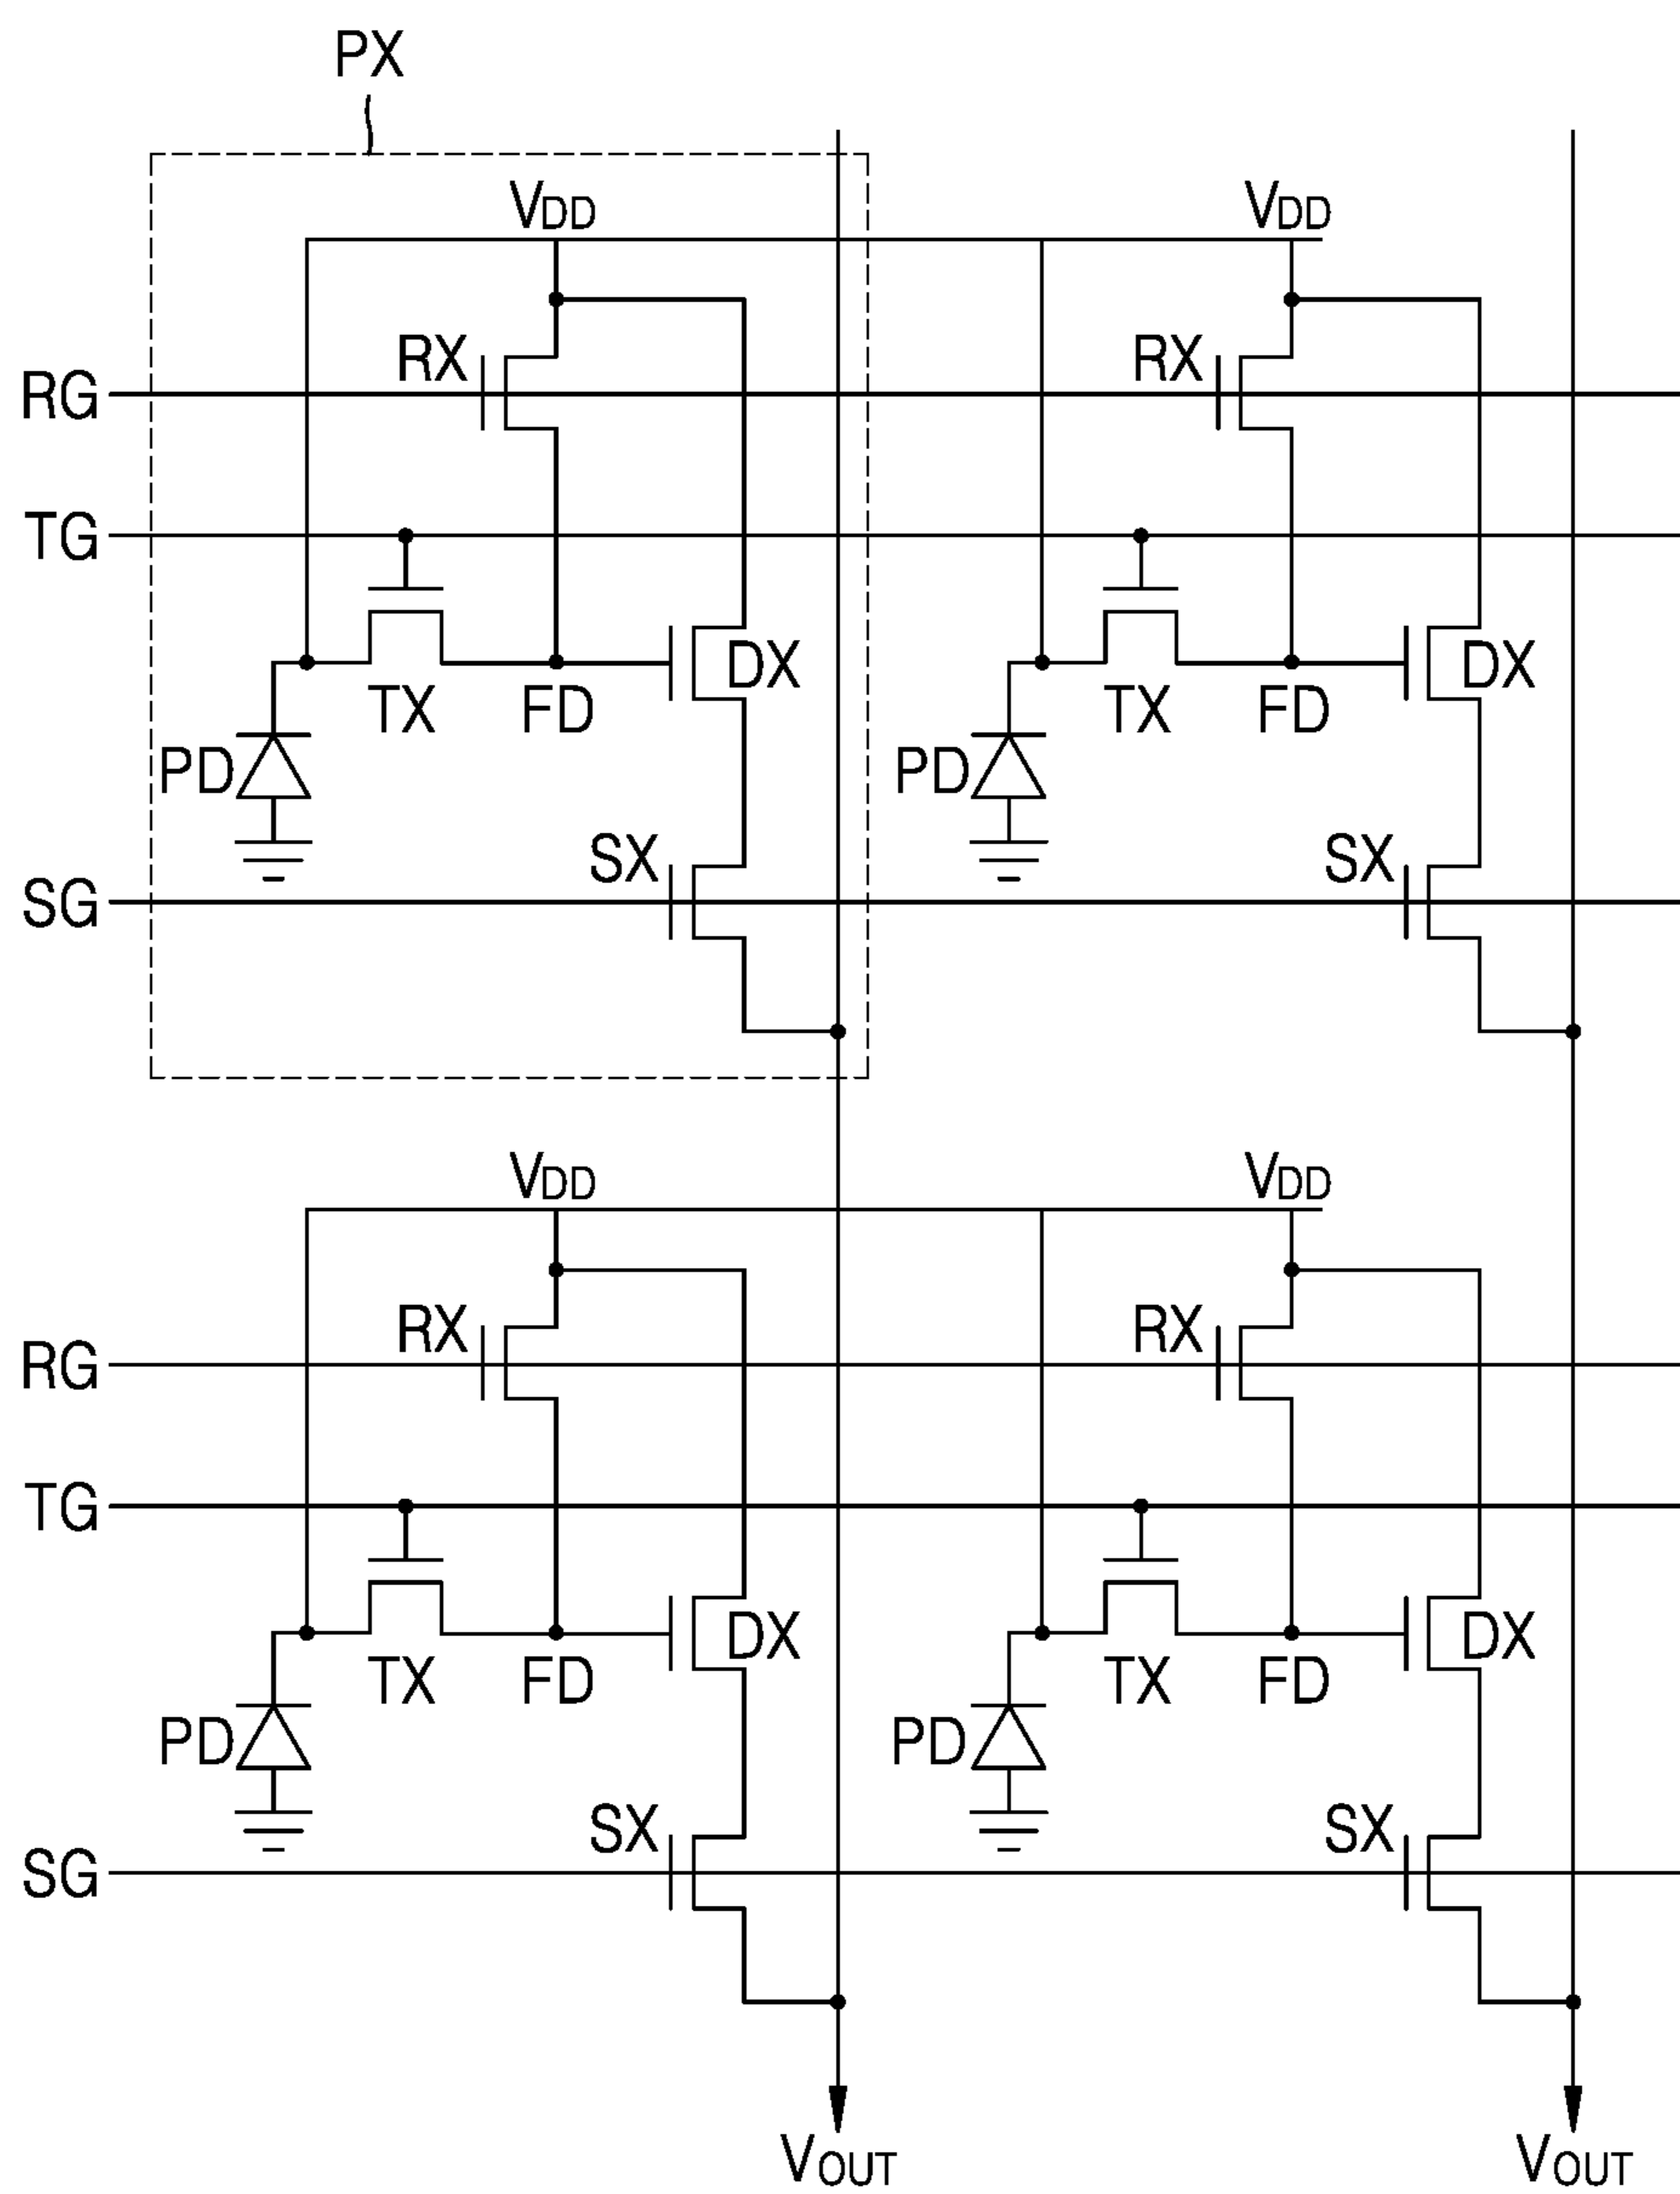 PX
VDD VDD
RX RX
RG
TG
DX DX
TX FD TX FD
PD PD
SX SX
SG
VDD VDD
RX RX
RG
TG
DX DX
TX FD TX FD
PD PD
SX SX
SG
VOUT VOUT